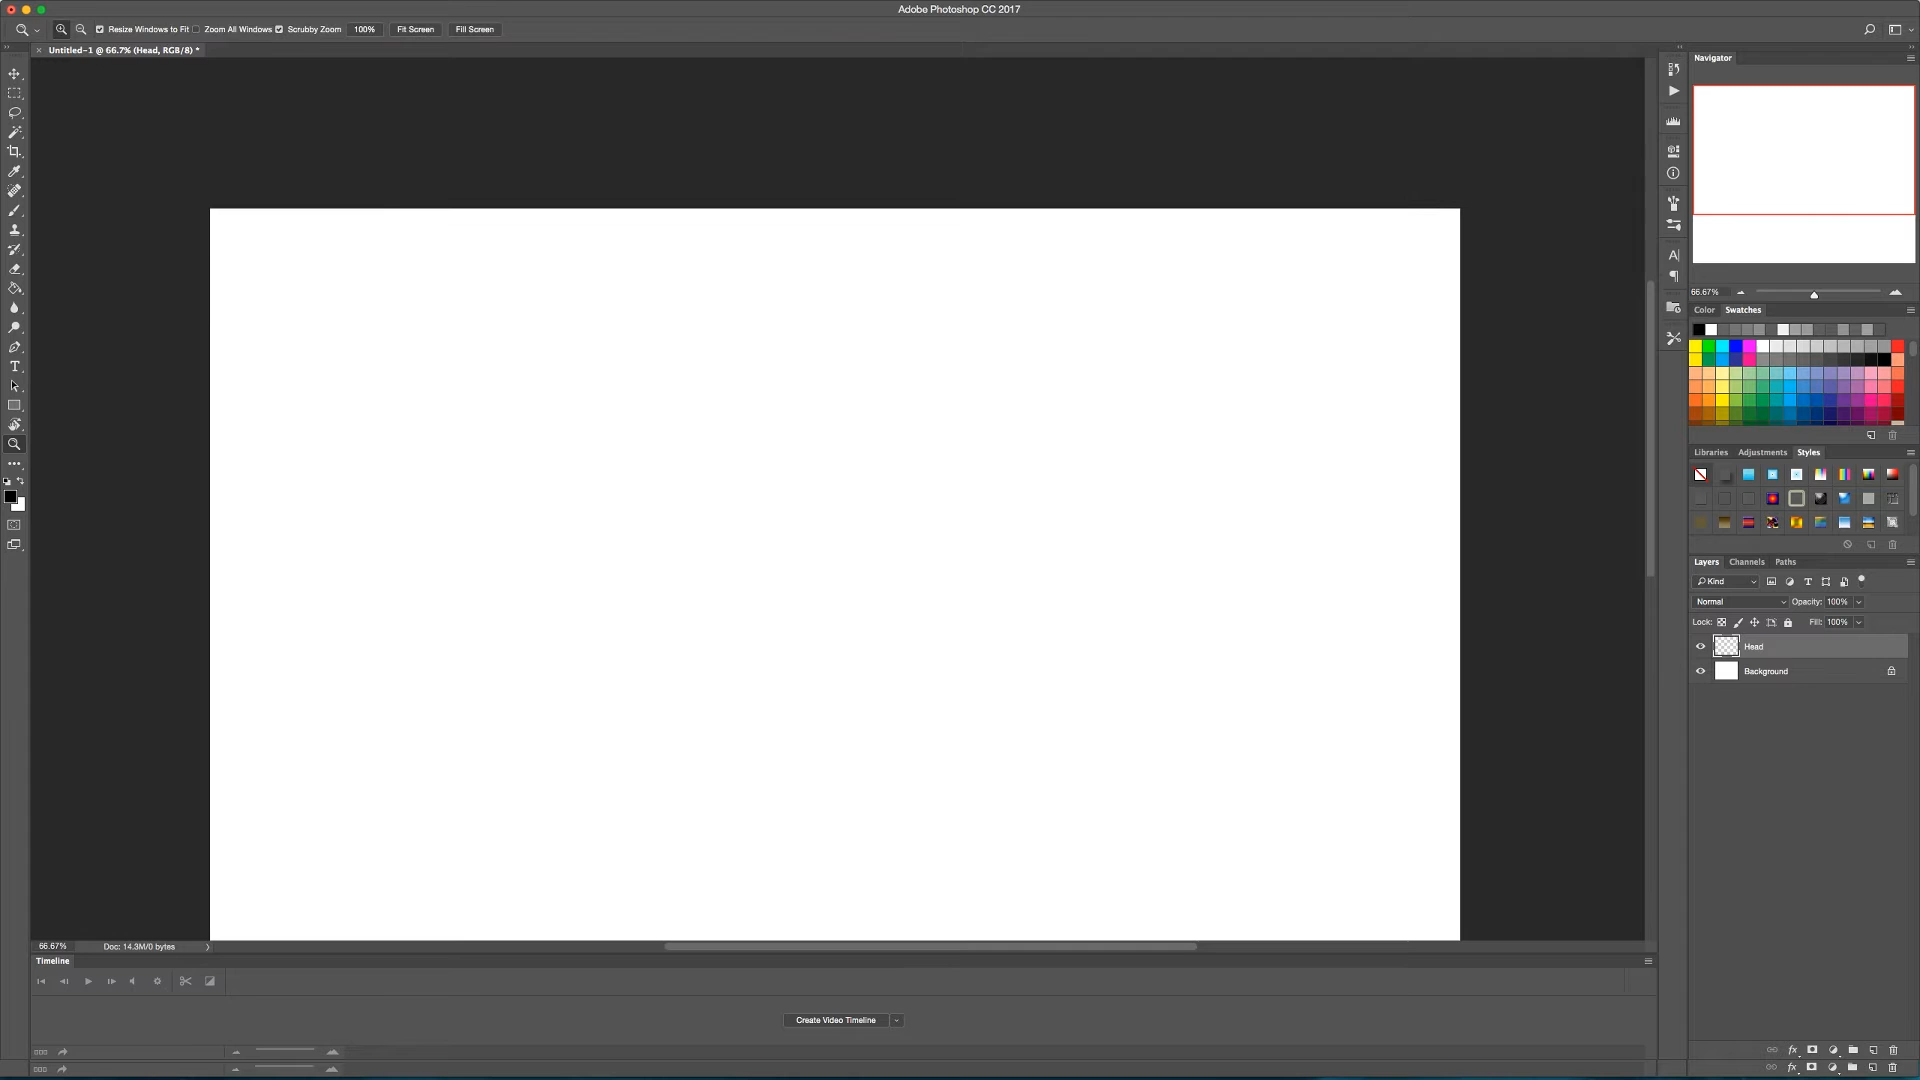 Adobe Photoshop CC 2017
Resize Windows to Fit Zoom All Windows Scrubby Zoom 100% Fit Screen Fill Screen
Untitled-1 @ 66.7% (Head, RGB/8) *
Navigator
66.67%
Color Swatches
Libraries Adjustments Styles
Layers Channels Paths
Kind
Normal Opacity: 100%
Lock: Fill: 100%
Head
Background
66.67% Doc: 14.3M/0 bytes
Timeline
Create Video Timeline